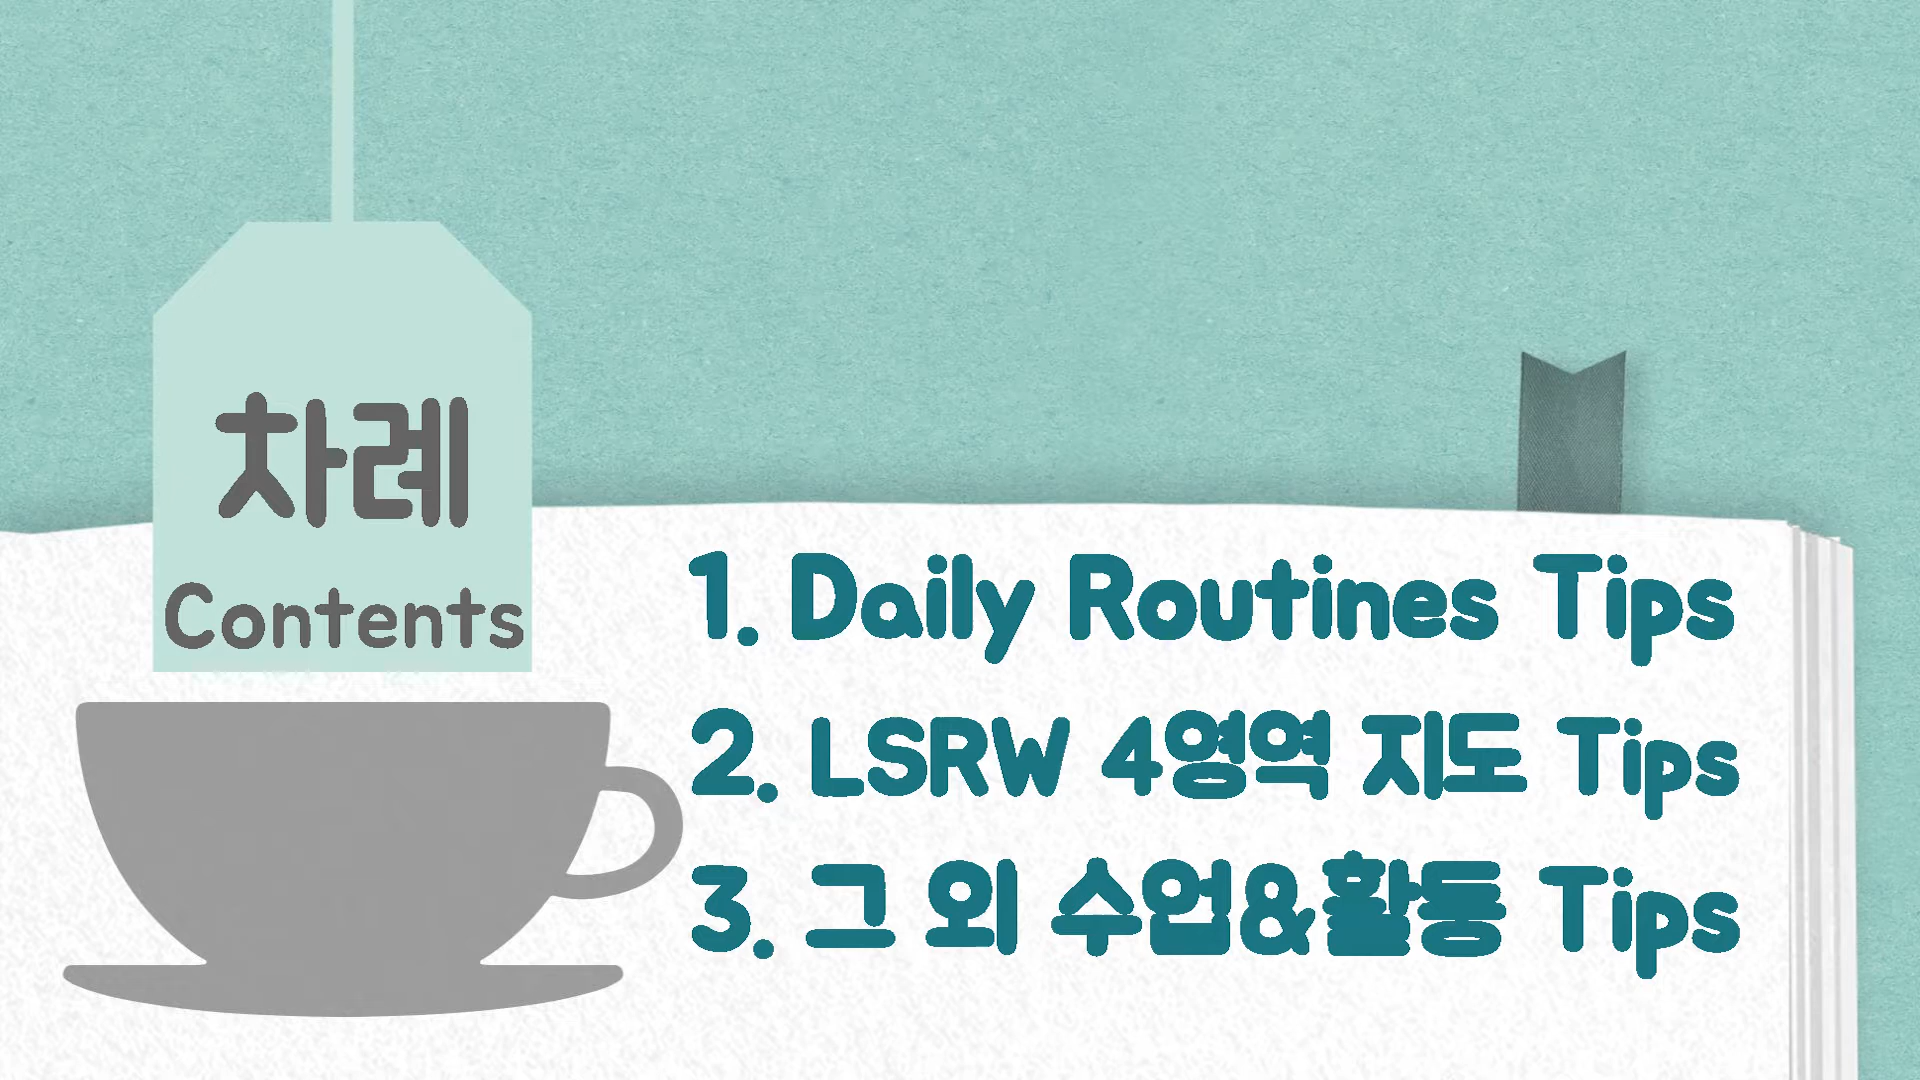 차례
Contents
1. Daily Routines Tips
2. LSRW 4영역 지도 Tips
3. 그 외 수업&활동 Tips